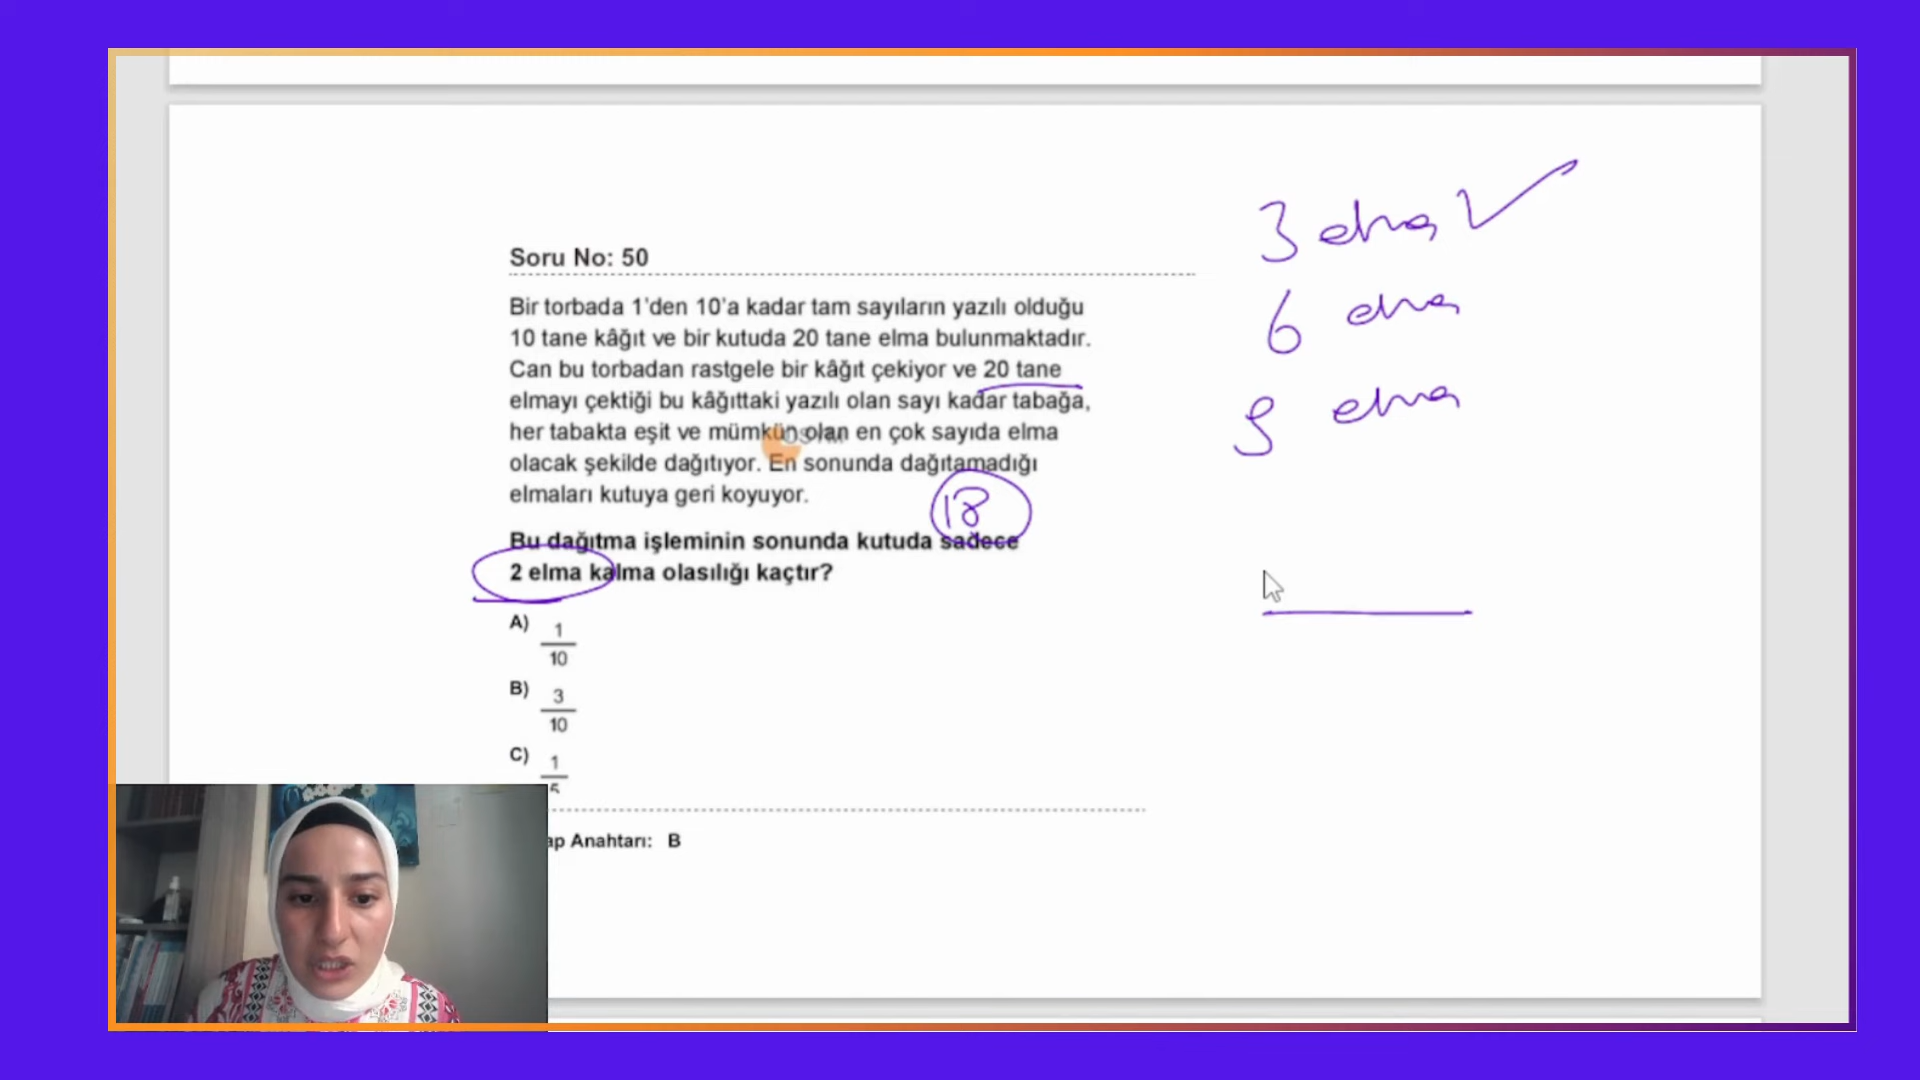 Soru No: 50
Bir torbada 1'den 10'a kadar tam sayıların yazılı olduğu
10 tane kâğıt ve bir kutuda 20 tane elma bulunmaktadır.
Can bu torbadan rastgele bir kâğıt çekiyor ve 20 tane
elmayı çektiği bu kâğıttaki yazılı olan sayı kadar tabağa,
her tabakta eşit ve mümkün olan en çok sayıda elma
olacak şekilde dağıtıyor. En sonunda dağıtamadığı
elmaları kutuya geri koyuyor.
18
Bu dağıtma işleminin sonunda kutuda sadece
2 elma kalma olasılığı kaçtır?
A) 1
10
B) 3
10
C) 1
ap Anahtarı: B
3 elma
6 elma
9 elma